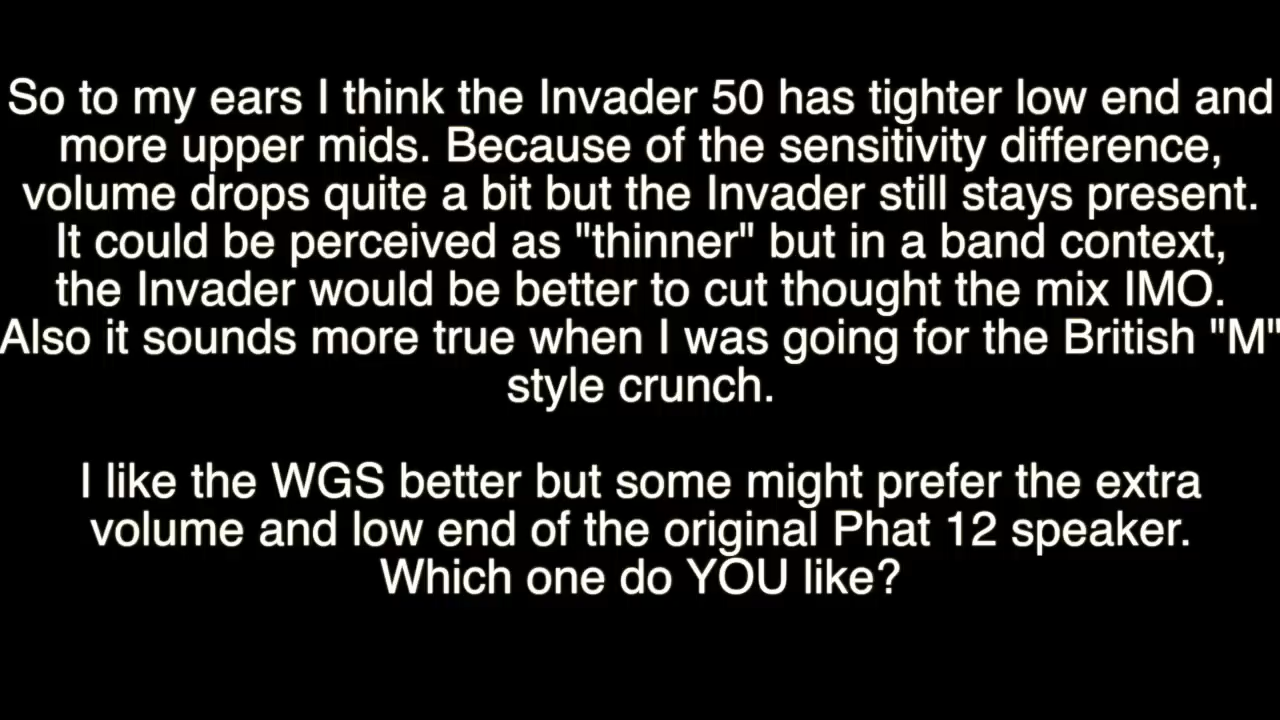 So to my ears I think the Invader 50 has tighter low end and
more upper mids. Because of the sensitivity difference,
volume drops quite a bit but the Invader still stays present.
It could be perceived as "thinner" but in a band context,
the Invader would be better to cut thought the mix IMO.
Also it sounds more true when I was going for the British "M"
style crunch.
I like the WGS better but some might prefer the extra
volume and low end of the original Phat 12 speaker.
Which one do YOU like?